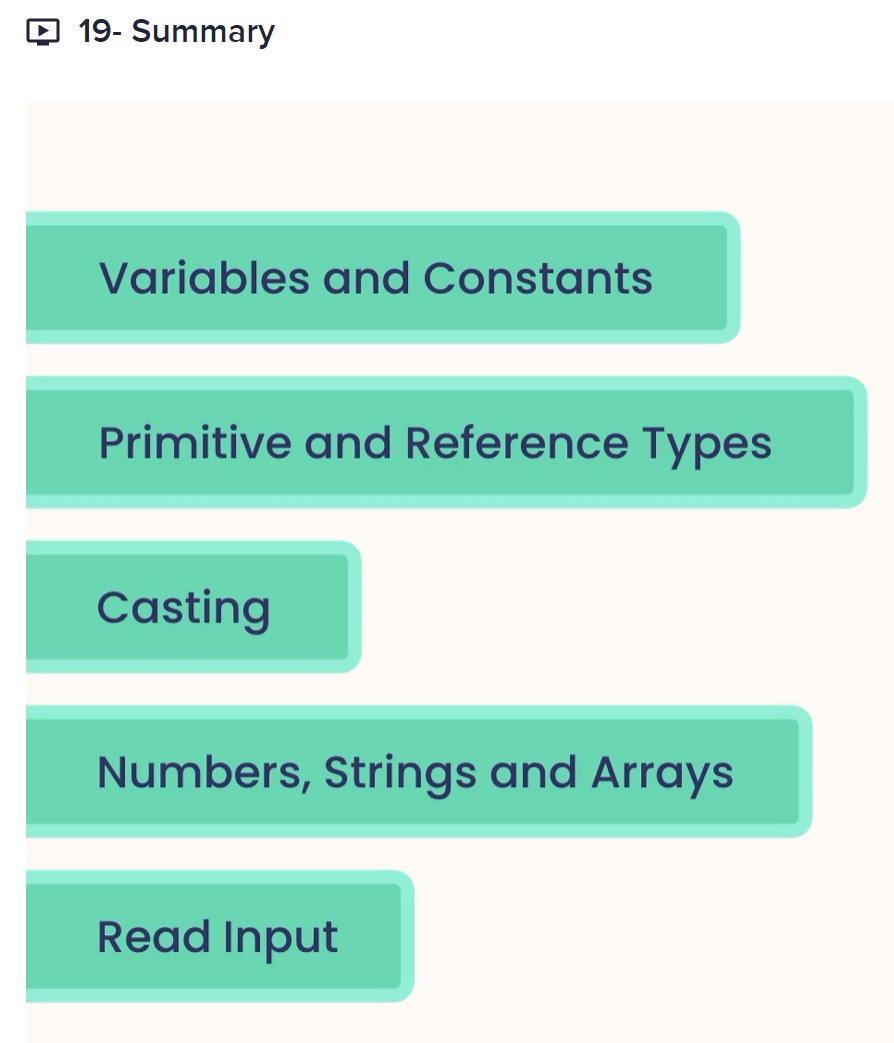 19- Summary
Variables and Constants
Primitive and Reference Types
Casting
Numbers, Strings and Arrays
Read Input